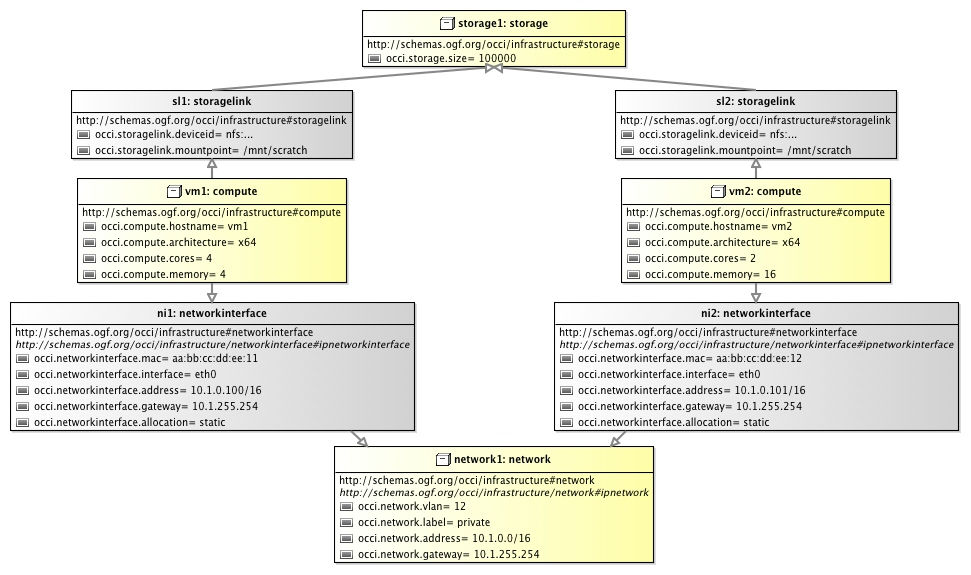 storage1: storage
http://schemas.ogf.org/occi/infrastructure#storage
occi.storage.size= 100000
sl1: storagelink
http://schemas.ogf.org/occi/infrastructure#storagelink
occi.storagelink.deviceid= nfs:...
occi.storagelink.mountpoint= /mnt/scratch
sl2: storagelink
http://schemas.ogf.org/occi/infrastructure#storagelink
occi.storagelink.deviceid= nfs:...
occi.storagelink.mountpoint= /mnt/scratch
vm1: compute
http://schemas.ogf.org/occi/infrastructure#compute
occi.compute.hostname= vm1
occi.compute.architecture= x64
occi.compute.cores= 4
occi.compute.memory= 4
vm2: compute
http://schemas.ogf.org/occi/infrastructure#compute
occi.compute.hostname= vm2
occi.compute.architecture= x64
occi.compute.cores= 2
occi.compute.memory= 16
ni1: networkinterface
http://schemas.ogf.org/occi/infrastructure#networkinterface
http://schemas.ogf.org/occi/infrastructure/networkinterface#ipnetworkinterface
occi.networkinterface.mac= aa:bb:cc:dd:ee:11
occi.networkinterface.interface= eth0
occi.networkinterface.address= 10.1.0.100/16
occi.networkinterface.gateway= 10.1.255.254
occi.networkinterface.allocation= static
ni2: networkinterface
http://schemas.ogf.org/occi/infrastructure#networkinterface
http://schemas.ogf.org/occi/infrastructure/networkinterface#ipnetworkinterface
occi.networkinterface.mac= aa:bb:cc:dd:ee:12
occi.networkinterface.interface= eth0
occi.networkinterface.address= 10.1.0.101/16
occi.networkinterface.gateway= 10.1.255.254
occi.networkinterface.allocation= static
network1: network
http://schemas.ogf.org/occi/infrastructure#network
http://schemas.ogf.org/occi/infrastructure/network#ipnetwork
occi.network.vlan= 12
occi.network.label= private
occi.network.address= 10.1.0.0/16
occi.network.gateway= 10.1.255.254